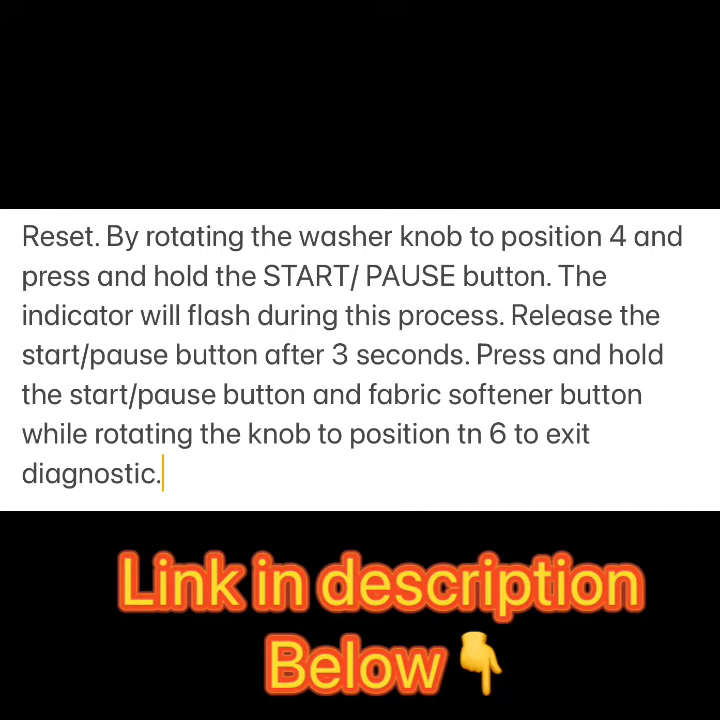 Reset. By rotating the washer knob to position 4 and
press and hold the START/ PAUSE button. The
indicator will flash during this process. Release the
start/pause button after 3 seconds. Press and hold
the start/pause button and fabric softener button
while rotating the knob to position tn 6 to exit
diagnostic.
Link in description
Below👇